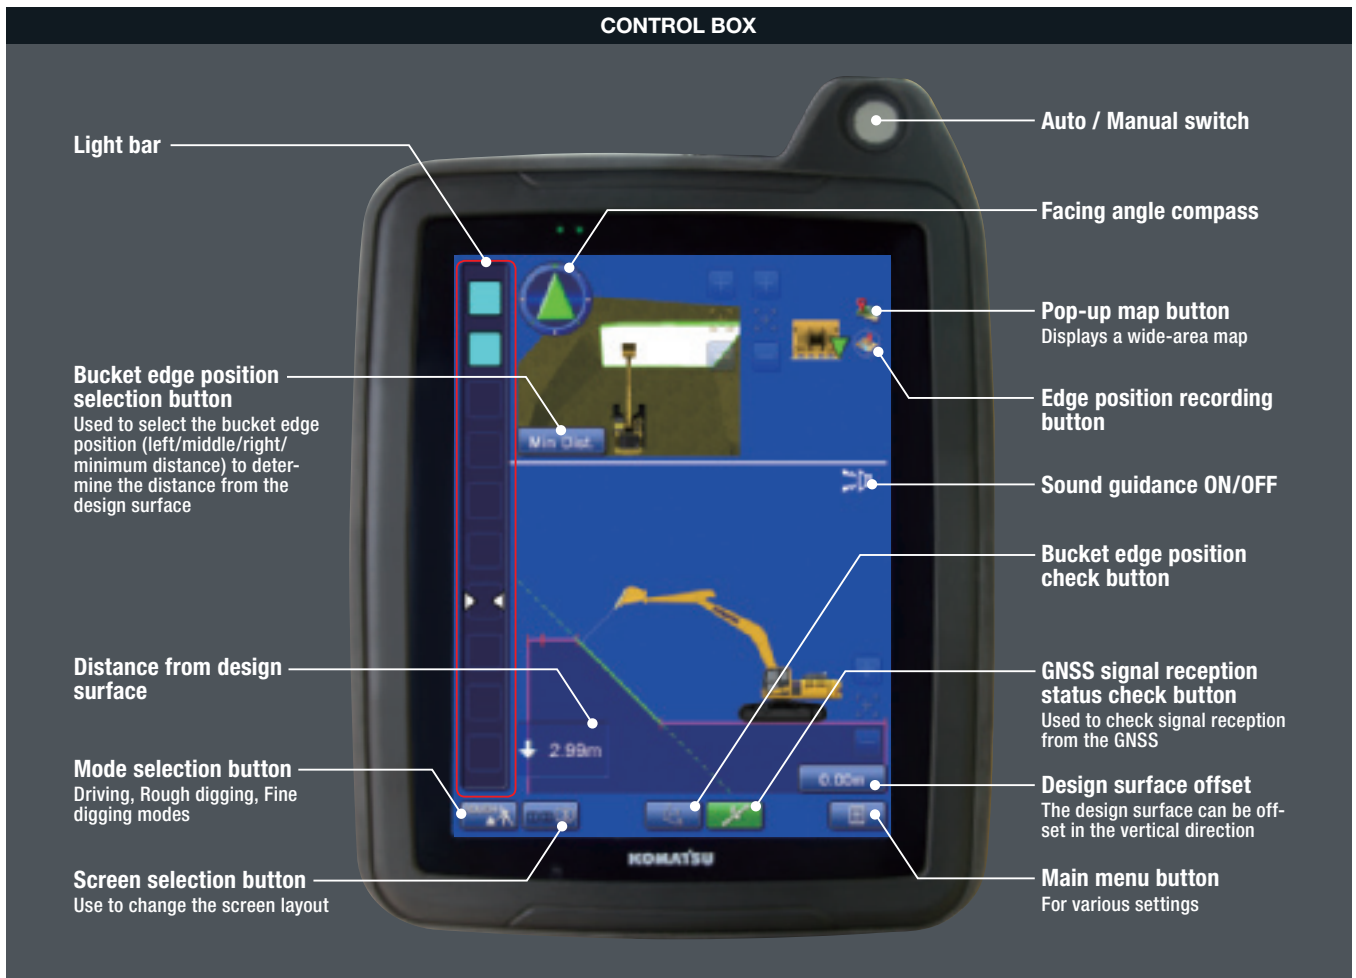 CONTROL BOX
Light bar
Bucket edge position
selection button
Used to select the bucket edge
position (left/middle/right/
minimum distance) to deter-
mine the distance from the
design surface
Distance from design
surface
Mode selection button
Driving, Rough digging, Fine
digging modes
Screen selection button
Use to change the screen layout
Min Dist.
2.99m
0.00m
KOMATSU
Auto / Manual switch
Facing angle compass
Pop-up map button
Displays a wide-area map
Edge position recording
button
Sound guidance ON/OFF
Bucket edge position
check button
GNSS signal reception
status check button
Used to check signal reception
from the GNSS
Design surface offset
The design surface can be off-
set in the vertical direction
Main menu button
For various settings